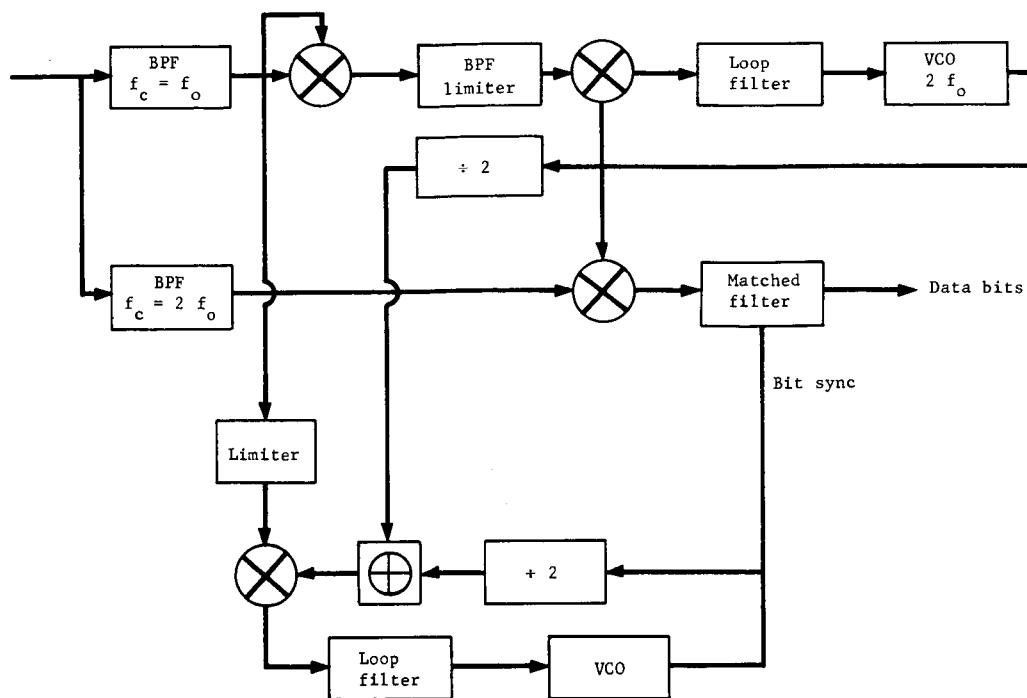 BPF
f_c = f_o
BPF
limiter
Loop
filter
VCO
2 f_o
÷ 2
BPF
f_c = 2 f_o
Matched
filter
Data bits
Bit sync
Limiter
÷ 2
Loop
filter
VCO